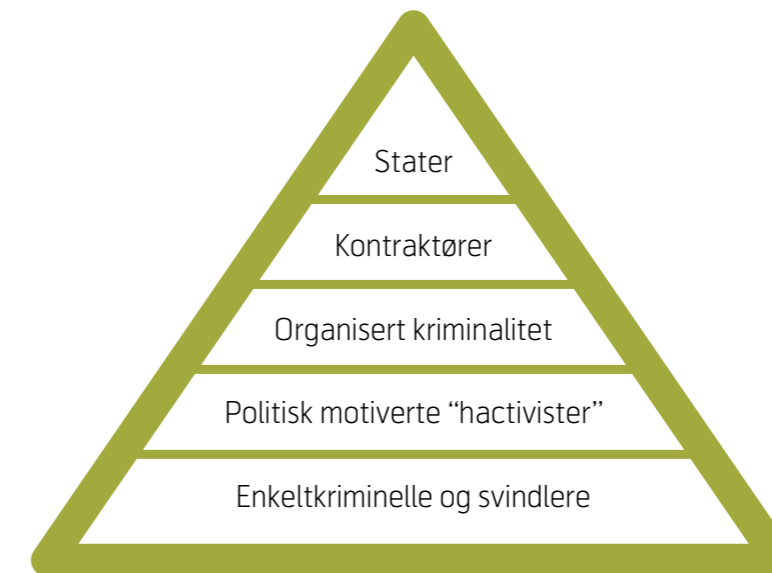 Stater
Kontraktører
Organisert kriminalitet
Politisk motiverte “hactivister”
Enkeltkriminelle og svindlere